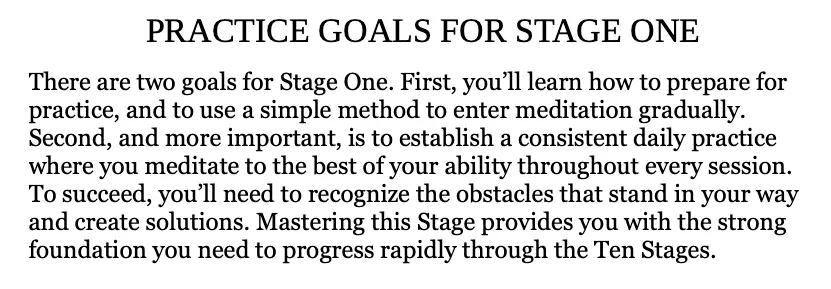 PRACTICE GOALS FOR STAGE ONE
There are two goals for Stage One. First, you’ll learn how to prepare for
practice, and to use a simple method to enter meditation gradually.
Second, and more important, is to establish a consistent daily practice
where you meditate to the best of your ability throughout every session.
To succeed, you’ll need to recognize the obstacles that stand in your way
and create solutions. Mastering this Stage provides you with the strong
foundation you need to progress rapidly through the Ten Stages.